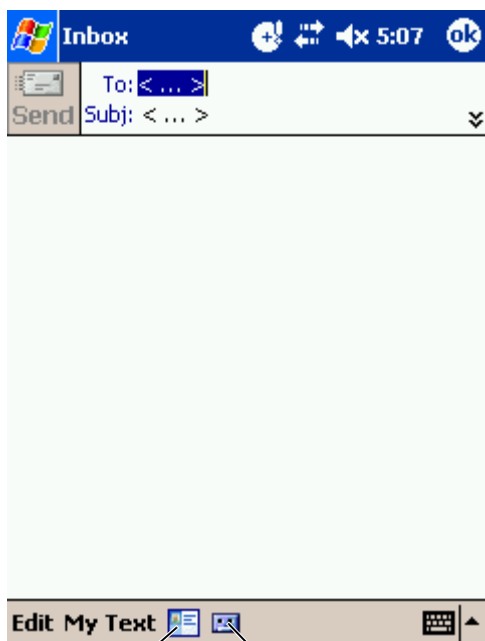 Inbox 5:07 ok
To: < ... >
Send Subj: < ... >
Edit My Text